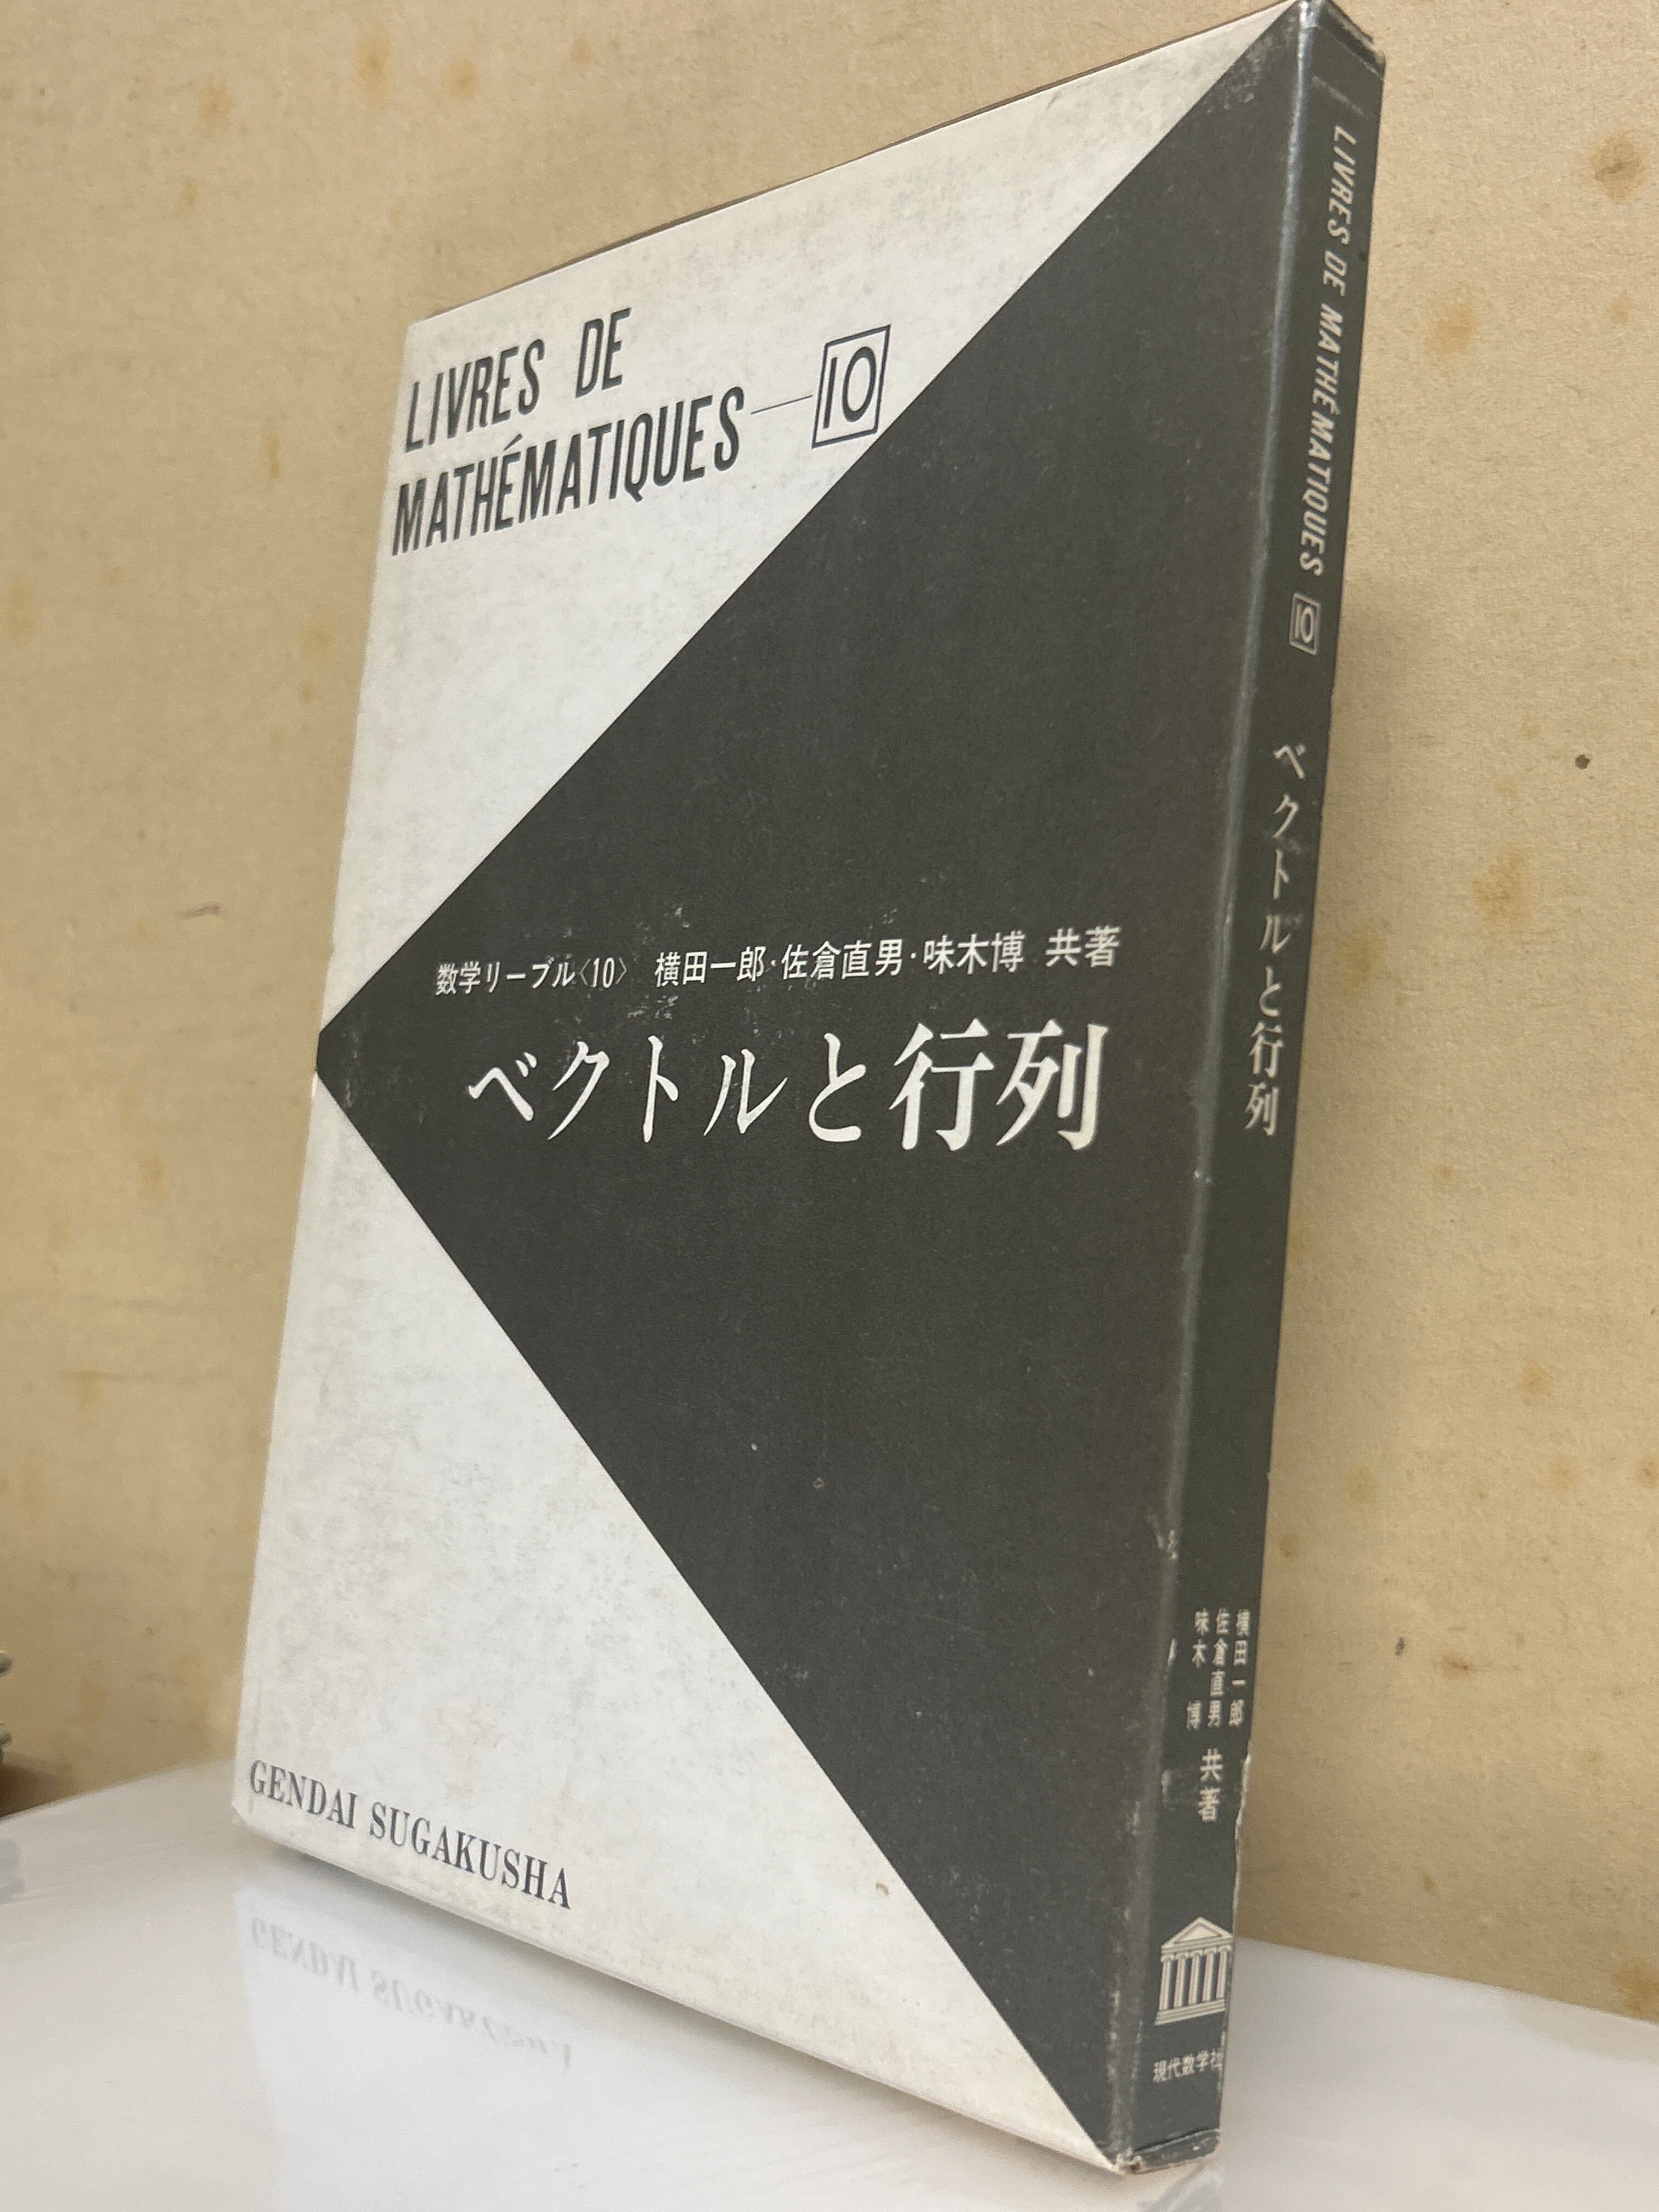 LIVRES DE
MATHÉMATIQUES—10
数学リーブル〈10〉 横田一郎・佐倉直男・味木博 共著
ベクトルと行列
GENDAI SUGAKUSHA
LIVRES DE MATHÉMATIQUES 10
ベクトルと行列
横田一郎
佐倉直男
味木 博
共著
現代数学社